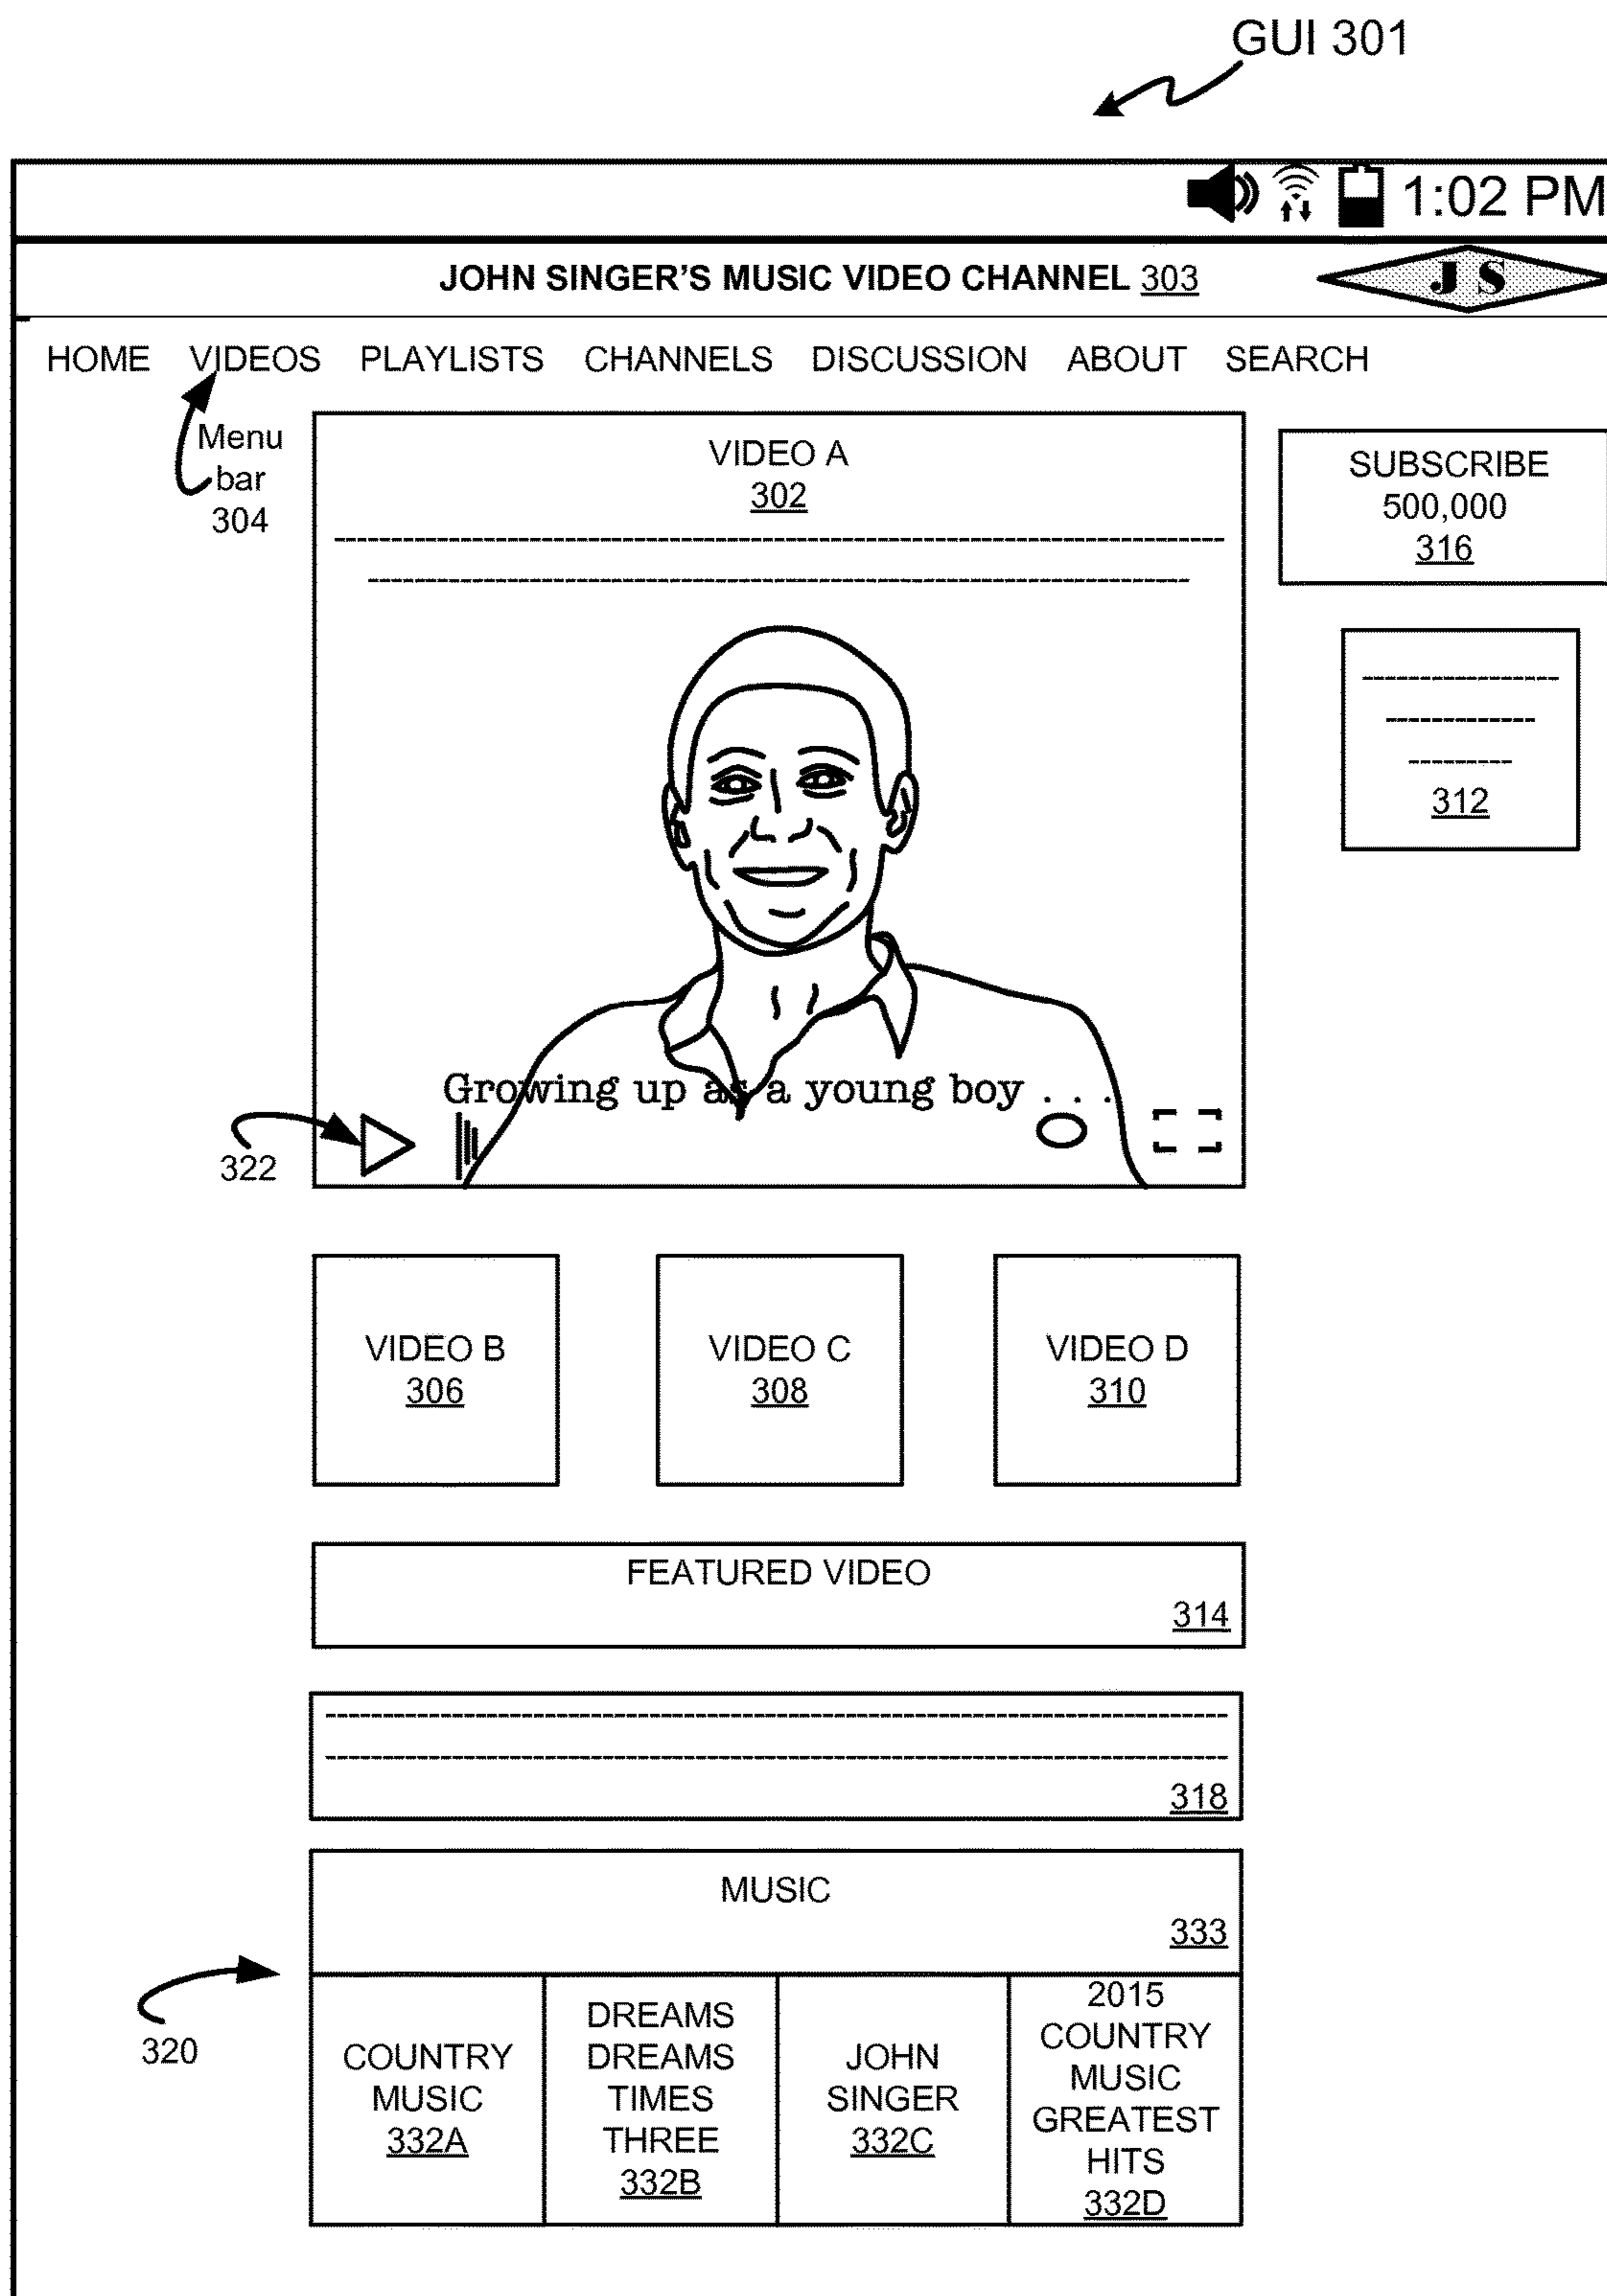 GUI 301
1:02 PM
JOHN SINGER'S MUSIC VIDEO CHANNEL 303
J S
HOME VIDEOS PLAYLISTS CHANNELS DISCUSSION ABOUT SEARCH
Menu
bar
304
VIDEO A
302
SUBSCRIBE
500,000
316
312
Growing up as a young boy . . .
322
VIDEO B
306
VIDEO C
308
VIDEO D
310
FEATURED VIDEO
314
318
MUSIC
333
320
COUNTRY
MUSIC
332A
DREAMS
DREAMS
TIMES
THREE
332B
JOHN
SINGER
332C
2015
COUNTRY
MUSIC
GREATEST
HITS
332D